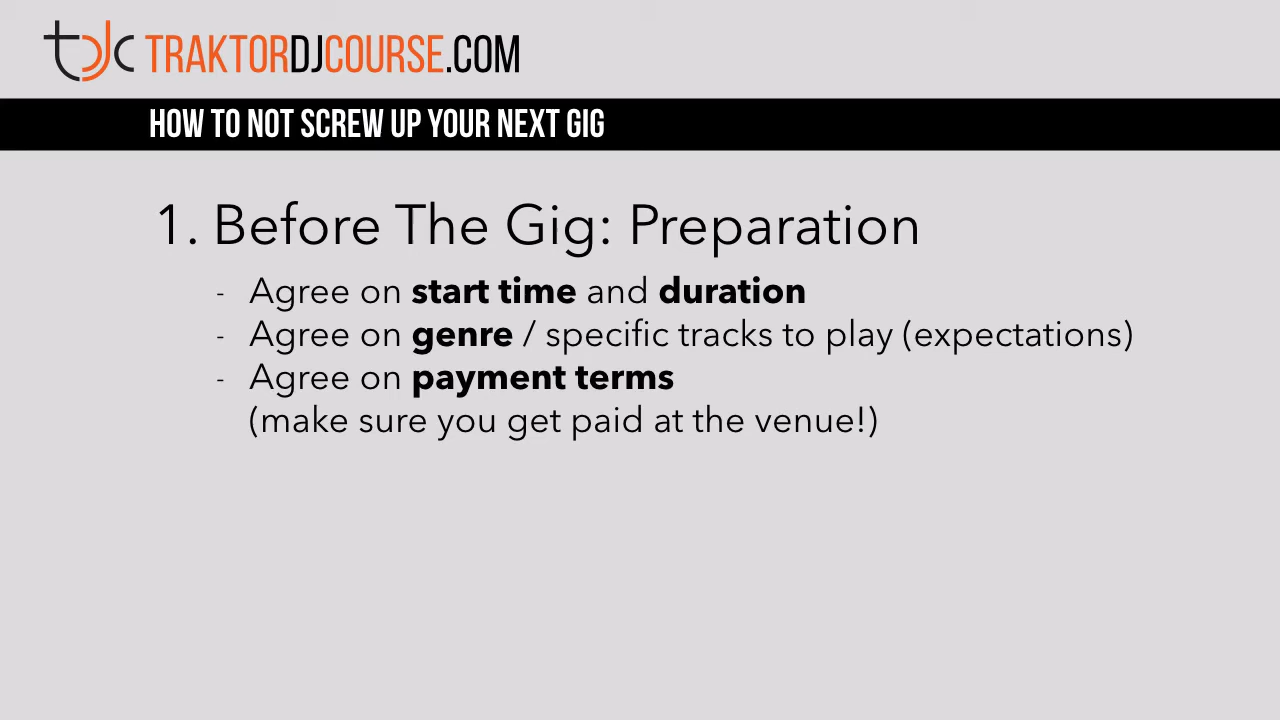 tdc TRAKTORDJCOURSE.COM
HOW TO NOT SCREW UP YOUR NEXT GIG
1. Before The Gig: Preparation
- Agree on start time and duration
- Agree on genre / specific tracks to play (expectations)
- Agree on payment terms
(make sure you get paid at the venue!)